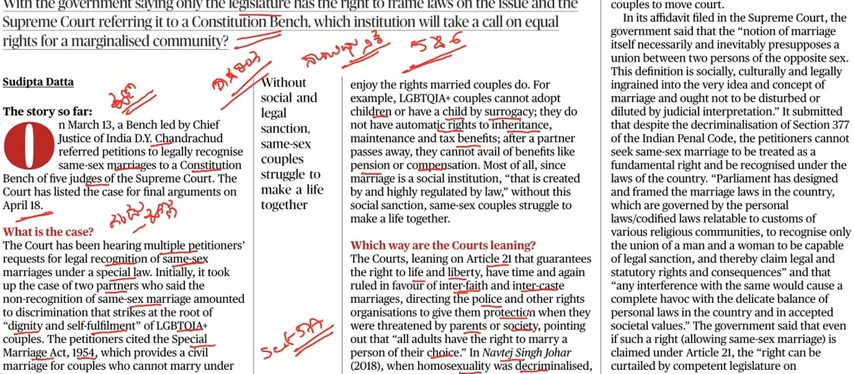 With the government saying only the legislature has the right to frame laws on the issue and the
Supreme Court referring it to a Constitution Bench, which institution will take a call on equal
rights for a marginalised community?
Sudipta Datta
The story so far:
On March 13, a Bench led by Chief
Justice of India D.Y. Chandrachud
referred petitions to legally recognise
same-sex marriages to a Constitution
Bench of five judges of the Supreme Court. The
Court has listed the case for final arguments on
April 18.
What is the case?
The Court has been hearing multiple petitioners’
requests for legal recognition of same-sex
marriages under a special law. Initially, it took
up the case of two partners who said the
non-recognition of same-sex marriage amounted
to discrimination that strikes at the root of
“dignity and self-fulfilment” of LGBTQIA+
couples. The petitioners cited the Special
Marriage Act, 1954, which provides a civil
marriage for couples who cannot marry under
Without
social and
legal
sanction,
same-sex
couples
struggle to
make a life
together
enjoy the rights married couples do. For
example, LGBTQIA+ couples cannot adopt
children or have a child by surrogacy; they do
not have automatic rights to inheritance,
maintenance and tax benefits; after a partner
passes away, they cannot avail of benefits like
pension or compensation. Most of all, since
marriage is a social institution, “that is created
by and highly regulated by law,” without this
social sanction, same-sex couples struggle to
make a life together.
Which way are the Courts leaning?
The Courts, leaning on Article 21 that guarantees
the right to life and liberty, have time and again
ruled in favour of inter-faith and inter-caste
marriages, directing the police and other rights
organisations to give them protection when they
were threatened by parents or society, pointing
out that “all adults have the right to marry a
person of their choice.” In Navtej Singh Johar
(2018), when homosexuality was decriminalised,
couples to move court.
In its affidavit filed in the Supreme Court, the
government said that the “notion of marriage
itself necessarily and inevitably presupposes a
union between two persons of the opposite sex.
This definition is socially, culturally and legally
ingrained into the very idea and concept of
marriage and ought not to be disturbed or
diluted by judicial interpretation.” It submitted
that despite the decriminalisation of Section 377
of the Indian Penal Code, the petitioners cannot
seek same-sex marriage to be treated as a
fundamental right and be recognised under the
laws of the country. “Parliament has designed
and framed the marriage laws in the country,
which are governed by the personal
laws/codified laws relatable to customs of
various religious communities, to recognise only
the union of a man and a woman to be capable
of legal sanction, and thereby claim legal and
statutory rights and consequences” and that
“any interference with the same would cause a
complete havoc with the delicate balance of
personal laws in the country and in accepted
societal values.” The government said that even
if such a right (allowing same-sex marriage) is
claimed under Article 21, the “right can be
curtailed by competent legislature on